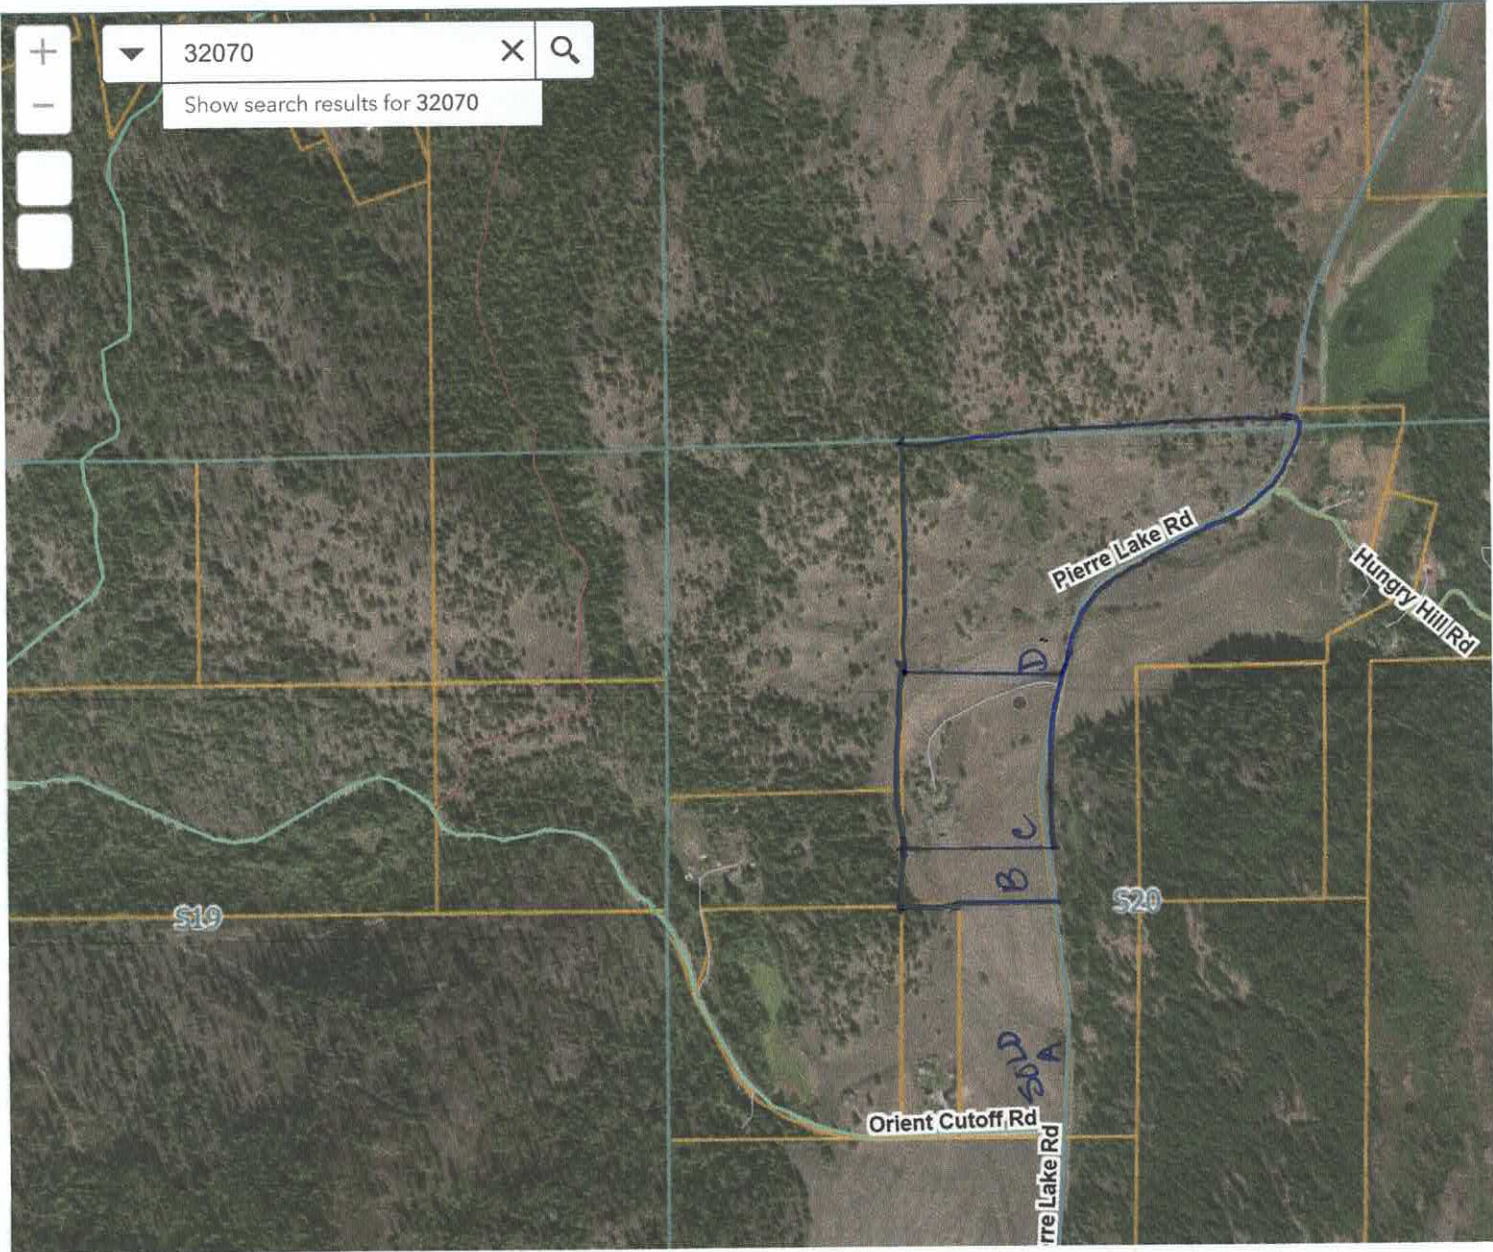 32070
Show search results for 32070
Pierre Lake Rd
Hungry Hill Rd
D
C
B
S19
S20
SOLD
A
Orient Cutoff Rd
rre Lake Rd